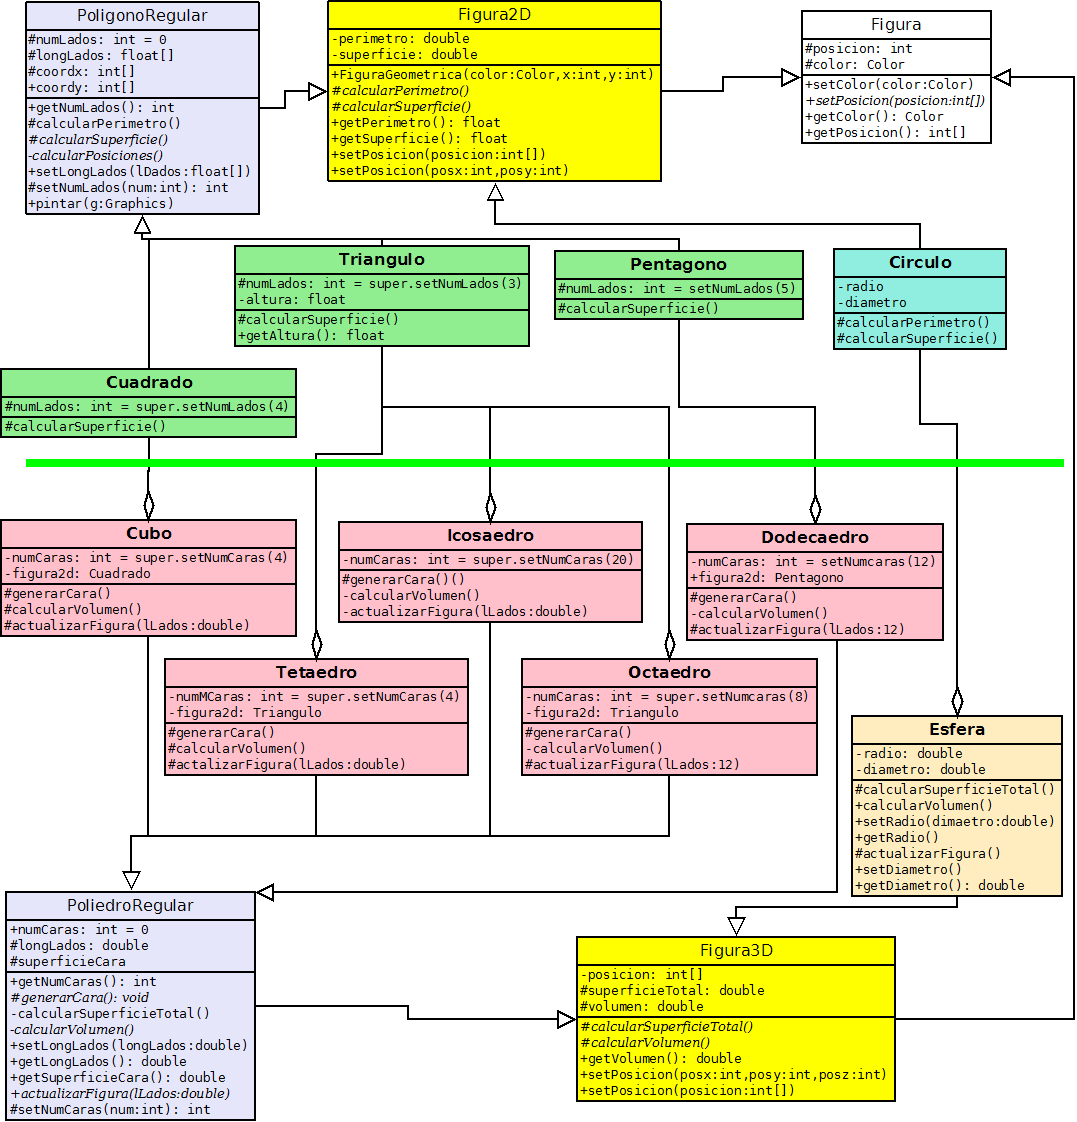 PoligonoRegular
#numLados: int = 0
#longLados: float[]
#coordx: int[]
#coordy: int[]
+getNumLados(): int
#calcularPerimetro()
#calcularSuperficie()
-calcularPosiciones()
+setLongLados(lDados:float[])
#setNumLados(num:int): int
+pintar(g:Graphics)
Figura2D
-perimetro: double
-superficie: double
+FiguraGeometrica(color:Color,x:int,y:int)
#calcularPerimetro()
#calcularSuperficie()
+getPerimetro(): float
+getSuperficie(): float
+setPosicion(posicion:int[])
+setPosicion(posx:int,posy:int)
Figura
#posicion: int
#color: Color
+setColor(color:Color)
+setPosicion(posicion:int[])
+getColor(): Color
+getPosicion(): int[]
Triangulo
#numLados: int = super.setNumLados(3)
-altura: float
#calcularSuperficie()
+getAltura(): float
Pentagono
#numLados: int = setNumLados(5)
#calcularSuperficie()
Circulo
-radio
-diametro
#calcularPerimetro()
#calcularSuperficie()
Cuadrado
#numLados: int = super.setNumLados(4)
#calcularSuperficie()
Cubo
-numCaras: int = super.setNumCaras(4)
-figura2d: Cuadrado
#generarCara()
#calcularVolumen()
#actualizarFigura(lLados:double)
Icosaedro
-numCaras: int = super.setNumCaras(20)
#generarCara()()
-calcularVolumen()
-actualizarFigura(lLados:double)
Dodecaedro
-numCaras: int = setNumcaras(12)
+figura2d: Pentagono
#generarCara()
-calcularVolumen()
#actualizarFigura(lLados:12)
Tetaedro
-numMCaras: int = super.setNumCaras(4)
-figura2d: Triangulo
#generarCara()
#calcularVolumen()
#actalizarFigura(lLados:double)
Octaedro
-numCaras: int = super.setNumcaras(8)
-figura2d: Triangulo
#generarCara()
-calcularVolumen()
#actualizarFigura(lLados:12)
Esfera
-radio: double
-diametro: double
#calcularSuperficieTotal()
+calcularVolumen()
+setRadio(dimaetro:double)
+getRadio()
#actualizarFigura()
+setDiametro()
+getDiametro(): double
PoliedroRegular
+numCaras: int = 0
#longLados: double
#superficieCara
+getNumCaras(): int
#generarCara(): void
-calcularSuperficieTotal()
-calcularVolumen()
+setLongLados(longLados:double)
+getLongLados(): double
+getSuperficieCara(): double
+actualizarFigura(lLados:double)
#setNumCaras(num:int): int
Figura3D
-posicion: int[]
#superficieTotal: double
#volumen: double
#calcularSuperficieTotal()
#calcularVolumen()
+getVolumen(): double
+setPosicion(posx:int,posy:int,posz:int)
+setPosicion(posicion:int[])